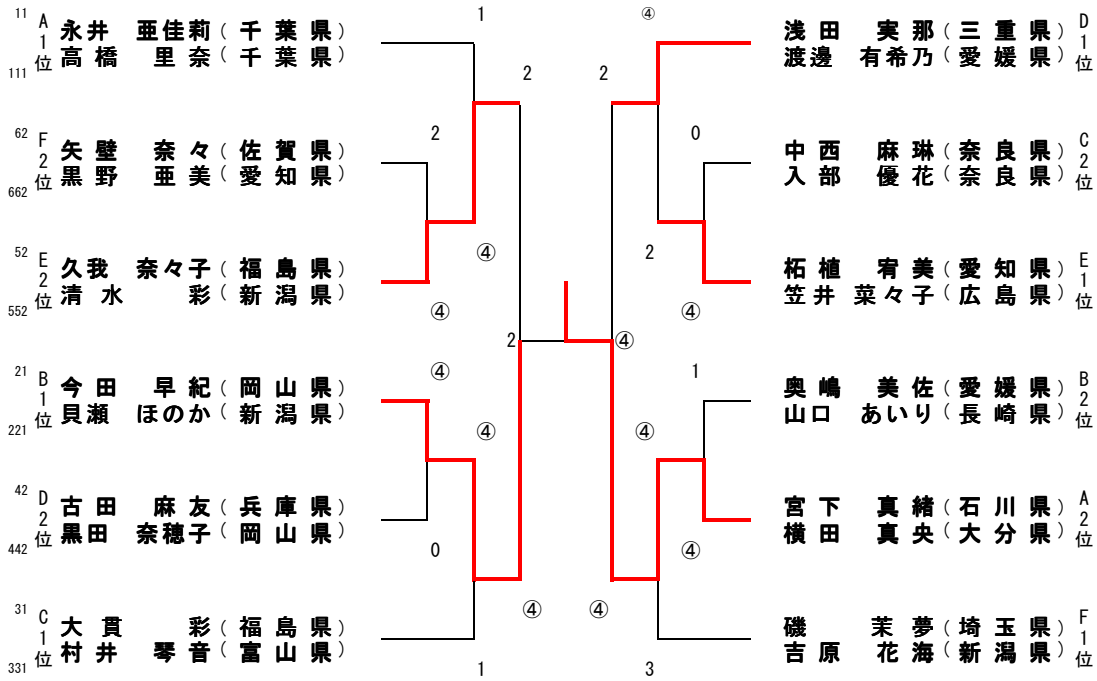 11 A1位 永井 亜佳莉(千葉県)
111 高橋 里奈(千葉県)
1
2
62 F2位 矢壁 奈々(佐賀県)
662 黒野 亜美(愛知県)
2
52 E2位 久我 奈々子(福島県)
552 清水 彩(新潟県)
④
④
2
21 B1位 今田 早紀(岡山県)
221 貝瀬 ほのか(新潟県)
④
④
42 D2位 古田 麻友(兵庫県)
442 黒田 奈穂子(岡山県)
0
④
31 C1位 大貫 彩(福島県)
331 村井 琴音(富山県)
1
④
2
浅田 実那(三重県) D1位
渡邊 有希乃(愛媛県)
0
中西 麻琳(奈良県) C2位
入部 優花(奈良県)
2
柘植 宥美(愛知県) E1位
笠井 菜々子(広島県)
④
④
1
奥嶋 美佐(愛媛県) B2位
山口 あいり(長崎県)
④
宮下 真緒(石川県) A2位
横田 真央(大分県)
④
④
磯 茉夢(埼玉県) F1位
吉原 花海(新潟県)
3